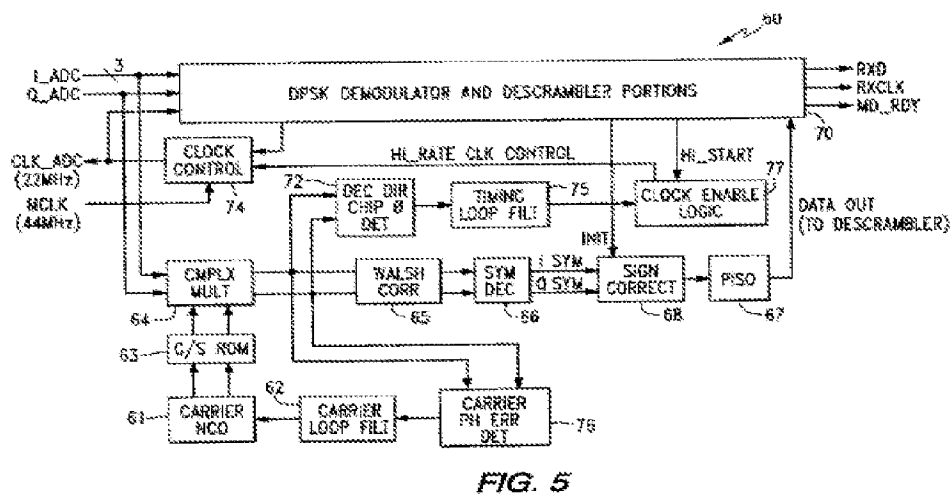 60
3
I_ADC
Q_ADC
DPSK DEMODULATOR AND DESCRAMBLER PORTIONS
RXD
RXCLK
MD_RDY
70
CLK_ADC
(22MHz)
CLOCK
CONTROL
74
HI_RATE CLK CONTROL
HI_START
MCLK
(44MHz)
72
DEC DIR
CHIP Ø
DET
75
TIMING
LOOP FILT
77
CLOCK ENABLE
LOGIC
DATA OUT
(TO DESCRAMBLER)
INIT
CMPLX
MULT
64
WALSH
CORR
65
SYM
DEC
66
I SYM
Q SYM
SIGN
CORRECT
68
PISO
67
63
C/S ROM
61
CARRIER
NCO
62
CARRIER
LOOP FILT
CARRIER
PH ERR
DET
76
FIG. 5